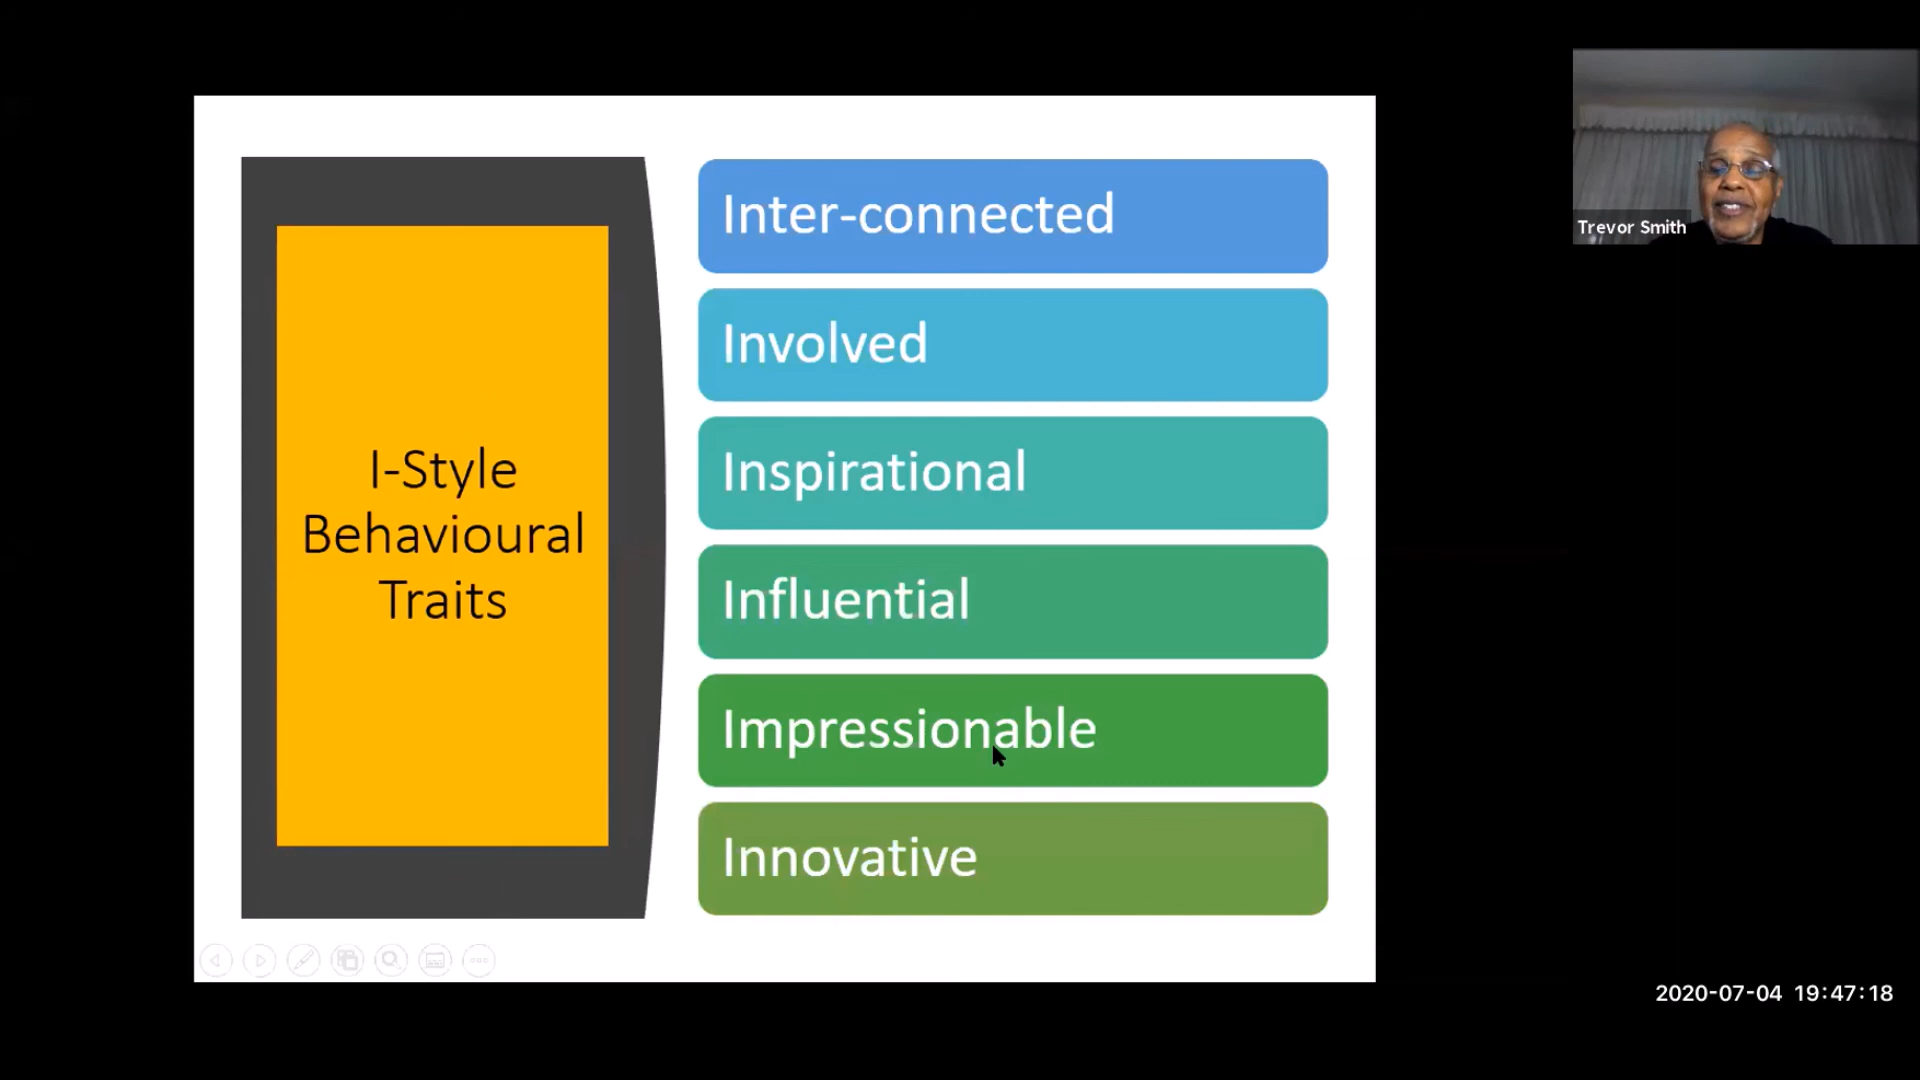 I-Style
Behavioural
Traits
Inter-connected
Involved
Inspirational
Influential
Impressionable
Innovative
Trevor Smith
2020-07-04 19:47:18